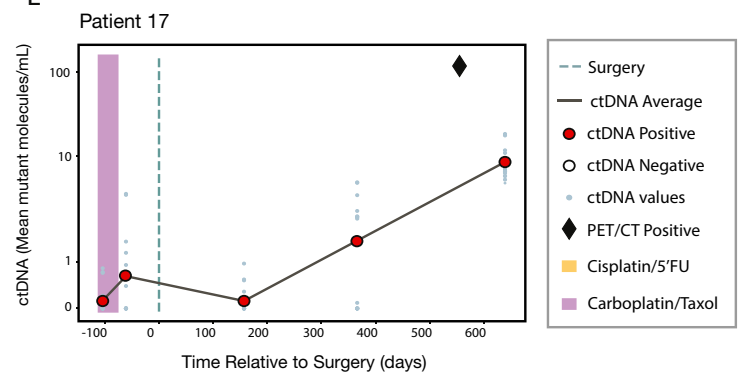 Patient 17
ctDNA (Mean mutant molecules/mL)
100
10
1
0
-100 0 100 200 300 400 500 600
Time Relative to Surgery (days)
Surgery
ctDNA Average
ctDNA Positive
ctDNA Negative
ctDNA values
PET/CT Positive
Cisplatin/5'FU
Carboplatin/Taxol